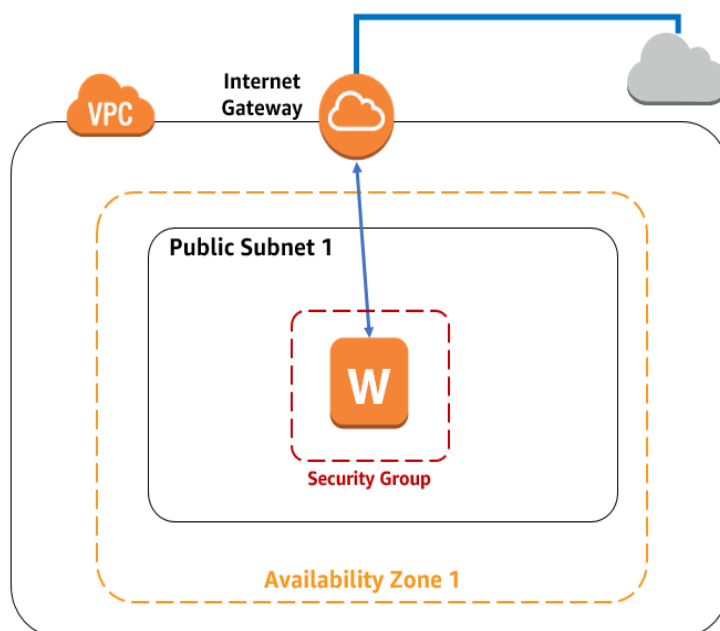 Internet
Gateway
VPC
Public Subnet 1
W
Security Group
Availability Zone 1